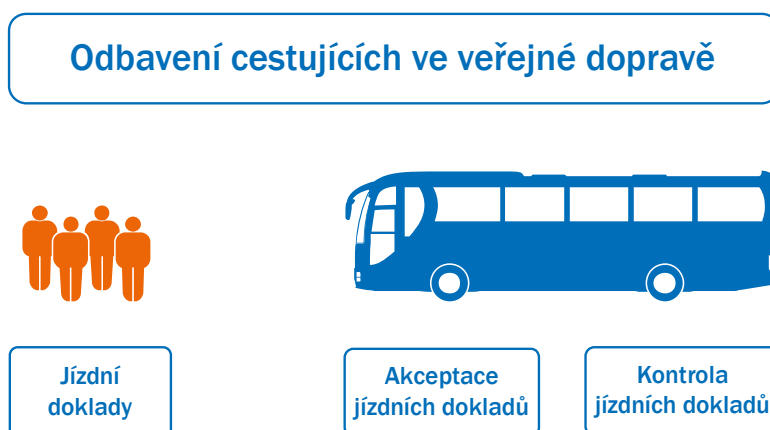 Odbavení cestujících ve veřejné dopravě
Jízdní
doklady
Akceptace
jízdních dokladů
Kontrola
jízdních dokladů